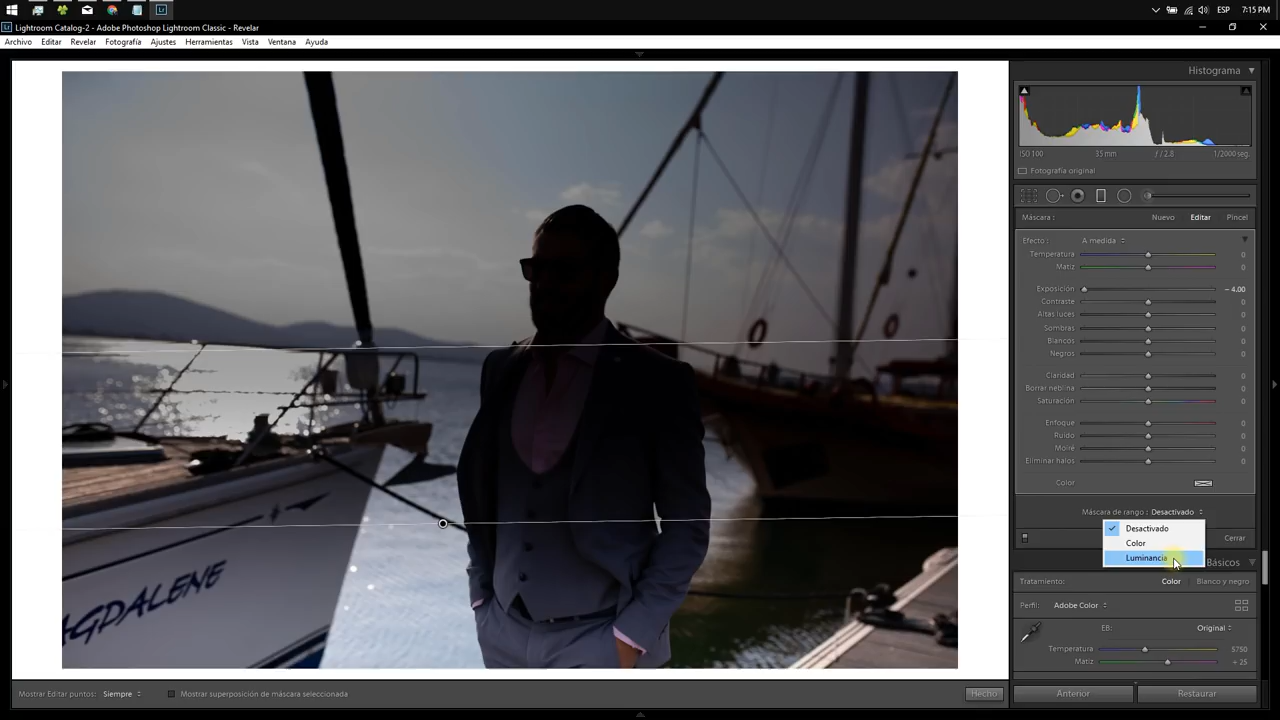 ESP 7:15 PM
Lightroom Catalog-2 - Adobe Photoshop Lightroom Classic - Revelar
Archivo Editar Revelar Fotografía Ajustes Herramientas Vista Ventana Ayuda
Histograma
ISO 100 35 mm ƒ / 2.8 1/2000 seg.
Fotografía original
Máscara : Nuevo Editar Pincel
Efecto : A medida
Temperatura 0
Matiz 0
Exposición – 4.00
Contraste 0
Altas luces 0
Sombras 0
Blancos 0
Negros 0
Claridad 0
Borrar neblina 0
Saturación 0
Enfoque 0
Ruido 0
Moiré 0
Eliminar halos 0
Color
Máscara de rango : Desactivado
Desactivado
Color
Luminancia
Cerrar
Básicos
Tratamiento: Color Blanco y negro
Perfil: Adobe Color
EB: Original
Temperatura 5750
Matiz + 25
AGDALENE
Mostrar Editar puntos: Siempre Mostrar superposición de máscara seleccionada Hecho
Anterior Restaurar